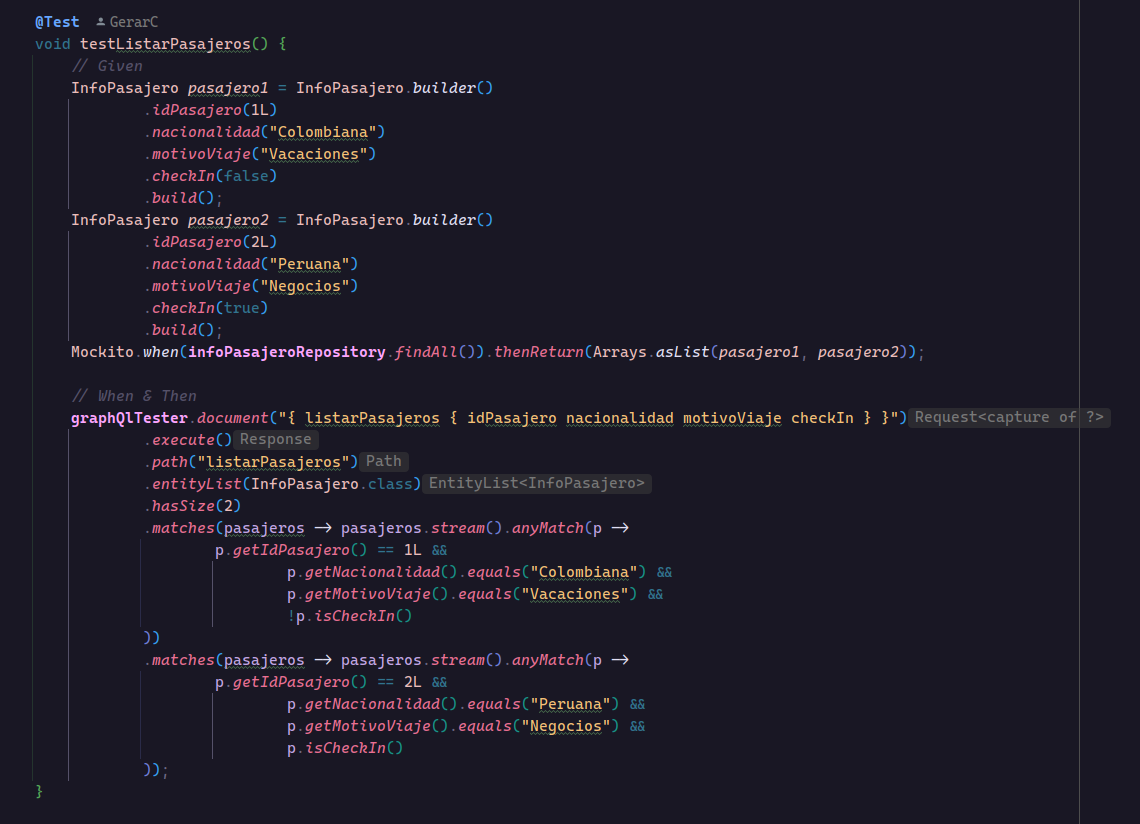 @Test GerarC
void testListarPasajeros() {
// Given
InfoPasajero pasajero1 = InfoPasajero.builder()
.idPasajero(1L)
.nacionalidad("Colombiana")
.motivoViaje("Vacaciones")
.checkIn(false)
.build();
InfoPasajero pasajero2 = InfoPasajero.builder()
.idPasajero(2L)
.nacionalidad("Peruana")
.motivoViaje("Negocios")
.checkIn(true)
.build();
Mockito.when(infoPasajeroRepository.findAll()).thenReturn(Arrays.asList(pasajero1, pasajero2));
// When & Then
graphQlTester.document("{ listarPasajeros { idPasajero nacionalidad motivoViaje checkIn } }") Request<capture of ?>
.execute() Response
.path("listarPasajeros") Path
.entityList(InfoPasajero.class) EntityList<InfoPasajero>
.hasSize(2)
.matches(pasajeros -> pasajeros.stream().anyMatch(p ->
p.getIdPasajero() == 1L &&
p.getNacionalidad().equals("Colombiana") &&
p.getMotivoViaje().equals("Vacaciones") &&
!p.isCheckIn()
))
.matches(pasajeros -> pasajeros.stream().anyMatch(p ->
p.getIdPasajero() == 2L &&
p.getNacionalidad().equals("Peruana") &&
p.getMotivoViaje().equals("Negocios") &&
p.isCheckIn()
));
}